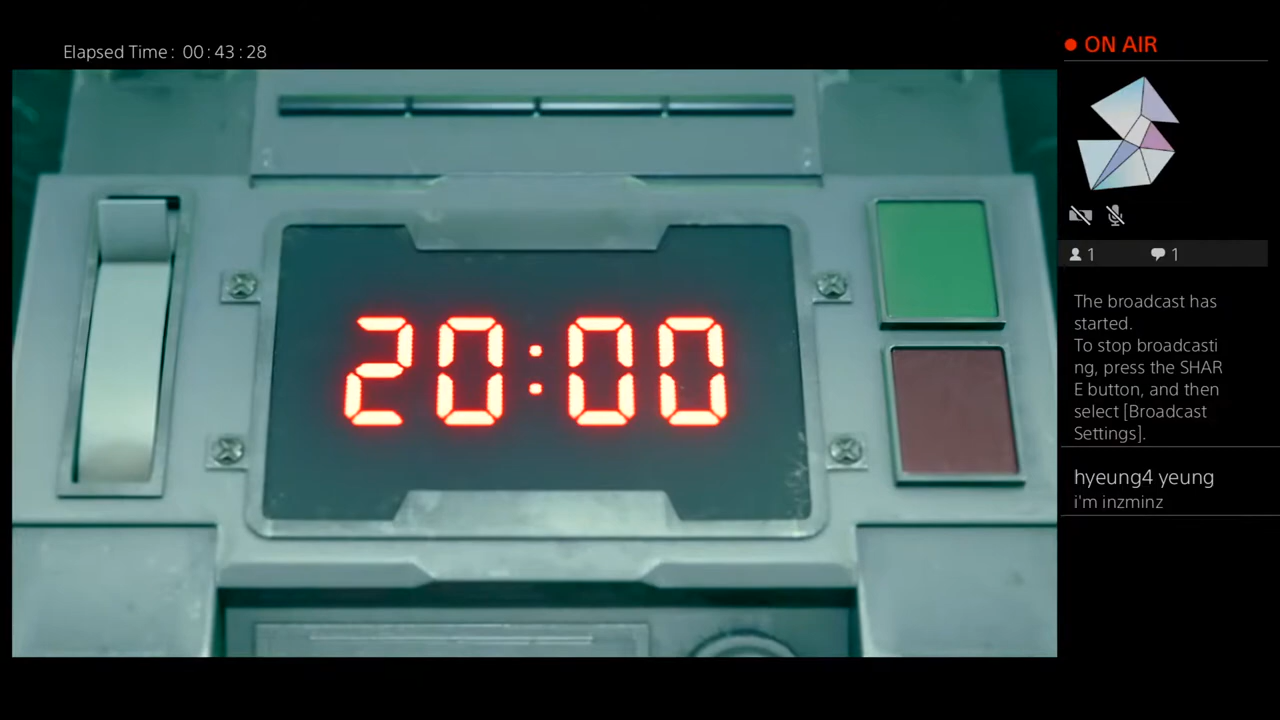 Elapsed Time: 00:43:28
ON AIR
20:00
1 1
The broadcast has
started.
To stop broadcasti
ng, press the SHAR
E button, and then
select [Broadcast
Settings].
hyeung4 yeung
i'm inzminz